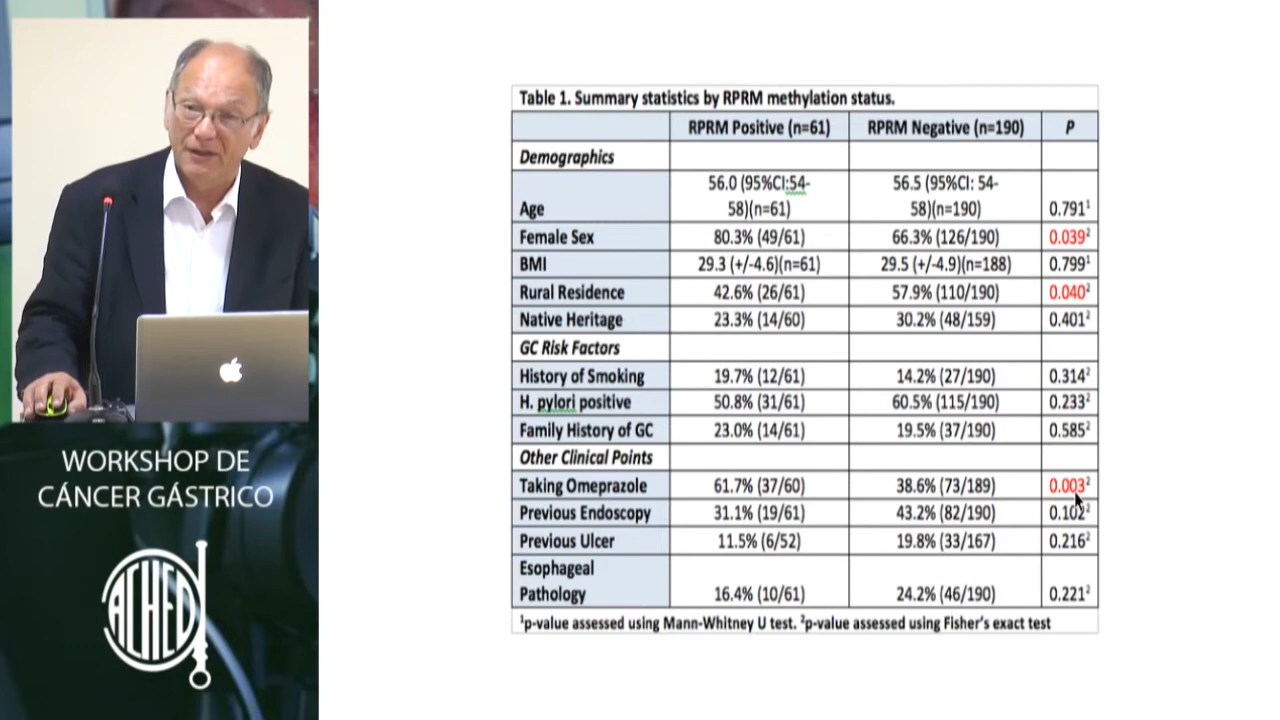 WORKSHOP DE
CÁNCER GÁSTRICO
ACHED
Table 1. Summary statistics by RPRM methylation status.
RPRM Positive (n=61) RPRM Negative (n=190) P
Demographics
Age 56.0 (95%CI:54-58)(n=61) 56.5 (95%CI: 54-58)(n=190) 0.791¹
Female Sex 80.3% (49/61) 66.3% (126/190) 0.039²
BMI 29.3 (+/-4.6)(n=61) 29.5 (+/-4.9)(n=188) 0.799¹
Rural Residence 42.6% (26/61) 57.9% (110/190) 0.040²
Native Heritage 23.3% (14/60) 30.2% (48/159) 0.401²
GC Risk Factors
History of Smoking 19.7% (12/61) 14.2% (27/190) 0.314²
H. pylori positive 50.8% (31/61) 60.5% (115/190) 0.233²
Family History of GC 23.0% (14/61) 19.5% (37/190) 0.585²
Other Clinical Points
Taking Omeprazole 61.7% (37/60) 38.6% (73/189) 0.003²
Previous Endoscopy 31.1% (19/61) 43.2% (82/190) 0.102²
Previous Ulcer 11.5% (6/52) 19.8% (33/167) 0.216²
Esophageal
Pathology 16.4% (10/61) 24.2% (46/190) 0.221²
¹p-value assessed using Mann-Whitney U test. ²p-value assessed using Fisher's exact test